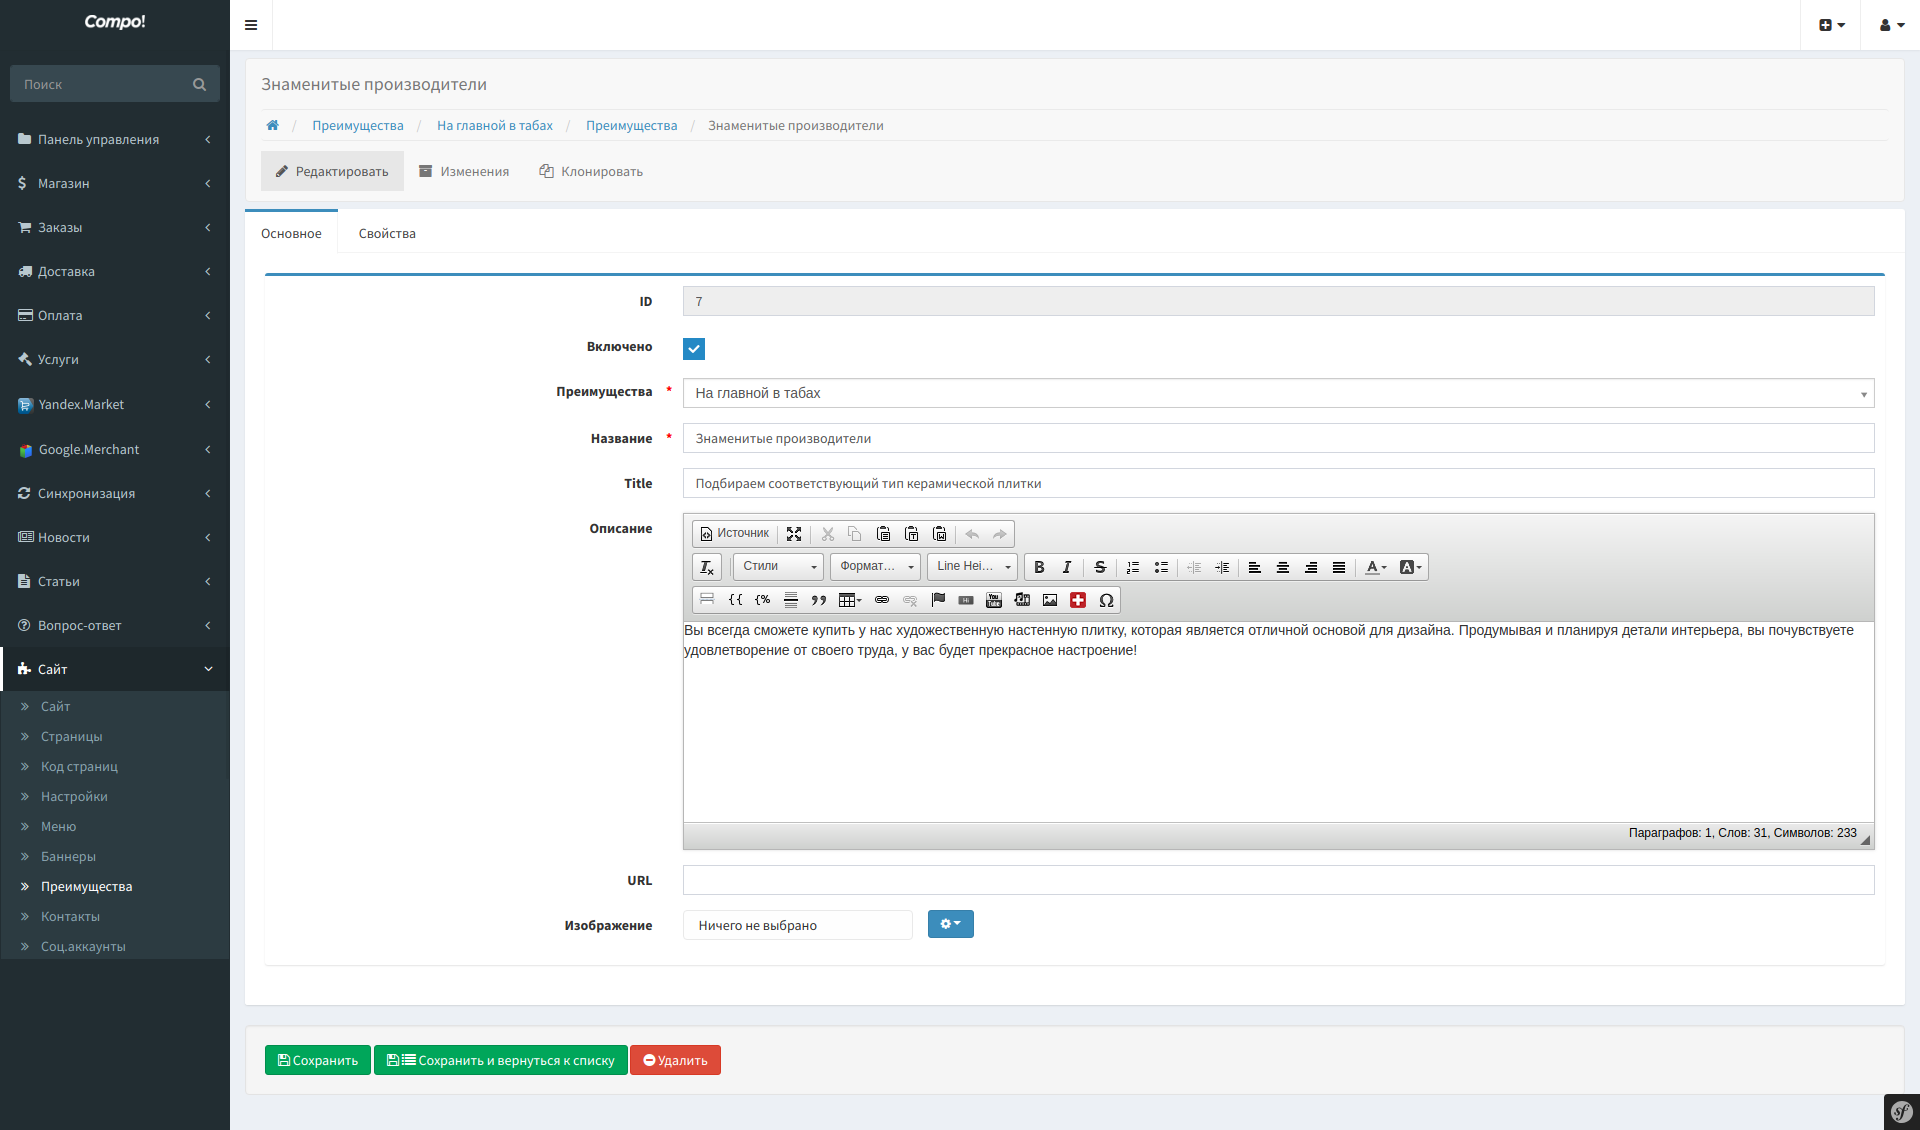 Compo!
Поиск
Панель управления
Магазин
Заказы
Доставка
Оплата
Услуги
Yandex.Market
Google.Merchant
Синхронизация
Новости
Статьи
Вопрос-ответ
Сайт
Сайт
Страницы
Код страниц
Настройки
Меню
Баннеры
Преимущества
Контакты
Соц.аккаунты
Знаменитые производители
/ Преимущества / На главной в табах / Преимущества / Знаменитые производители
Редактировать Изменения Клонировать
Основное Свойства
ID 7
Включено
Преимущества * На главной в табах
Название * Знаменитые производители
Title Подбираем соответствующий тип керамической плитки
Описание
Источник
Стили Формат... Line Hei...
Вы всегда сможете купить у нас художественную настенную плитку, которая является отличной основой для дизайна. Продумывая и планируя детали интерьера, вы почувствуете
удовлетворение от своего труда, у вас будет прекрасное настроение!
Параграфов: 1, Слов: 31, Символов: 233
URL
Изображение Ничего не выбрано
Сохранить Сохранить и вернуться к списку Удалить